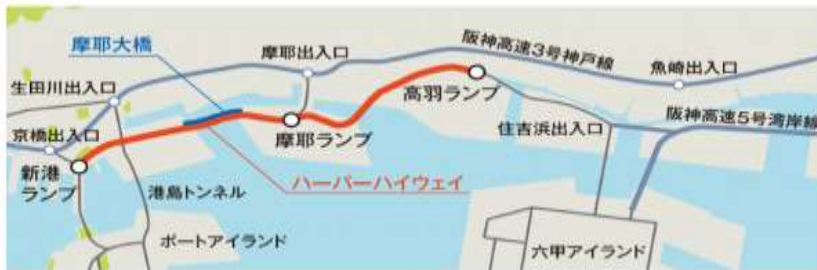 摩耶大橋
摩耶出入口
阪神高速3号神戸線
魚崎出入口
生田川出入口
高羽ランプ
京橋出入口
摩耶ランプ
住吉浜出入口
阪神高速5号湾岸線
新港
ランプ
港島トンネル
ハーバーハイウェイ
ポートアイランド
六甲アイランド